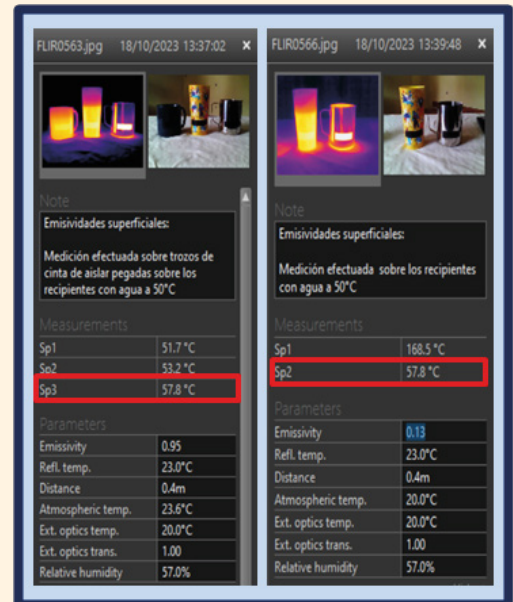 FLIR0563.jpg 18/10/2023 13:37:02 ×
Note
Emisividades superficiales:
Medición efectuada sobre trozos de
cinta de aislar pegadas sobre los
recipientes con agua a 50°C
Measurements
Sp1 51.7 °C
Sp2 53.2 °C
Sp3 57.8 °C
Parameters
Emissivity 0.95
Refl. temp. 23.0°C
Distance 0.4m
Atmospheric temp. 23.6°C
Ext. optics temp. 20.0°C
Ext. optics trans. 1.00
Relative humidity 57.0%
FLIR0566.jpg 18/10/2023 13:39:48 ×
Note
Emisividades superficiales:
Medición efectuada sobre los recipientes
con agua a 50°C
Measurements
Sp1 168.5 °C
Sp2 57.8 °C
Parameters
Emissivity 0.13
Refl. temp. 23.0°C
Distance 0.4m
Atmospheric temp. 20.0°C
Ext. optics temp. 20.0°C
Ext. optics trans. 1.00
Relative humidity 57.0%